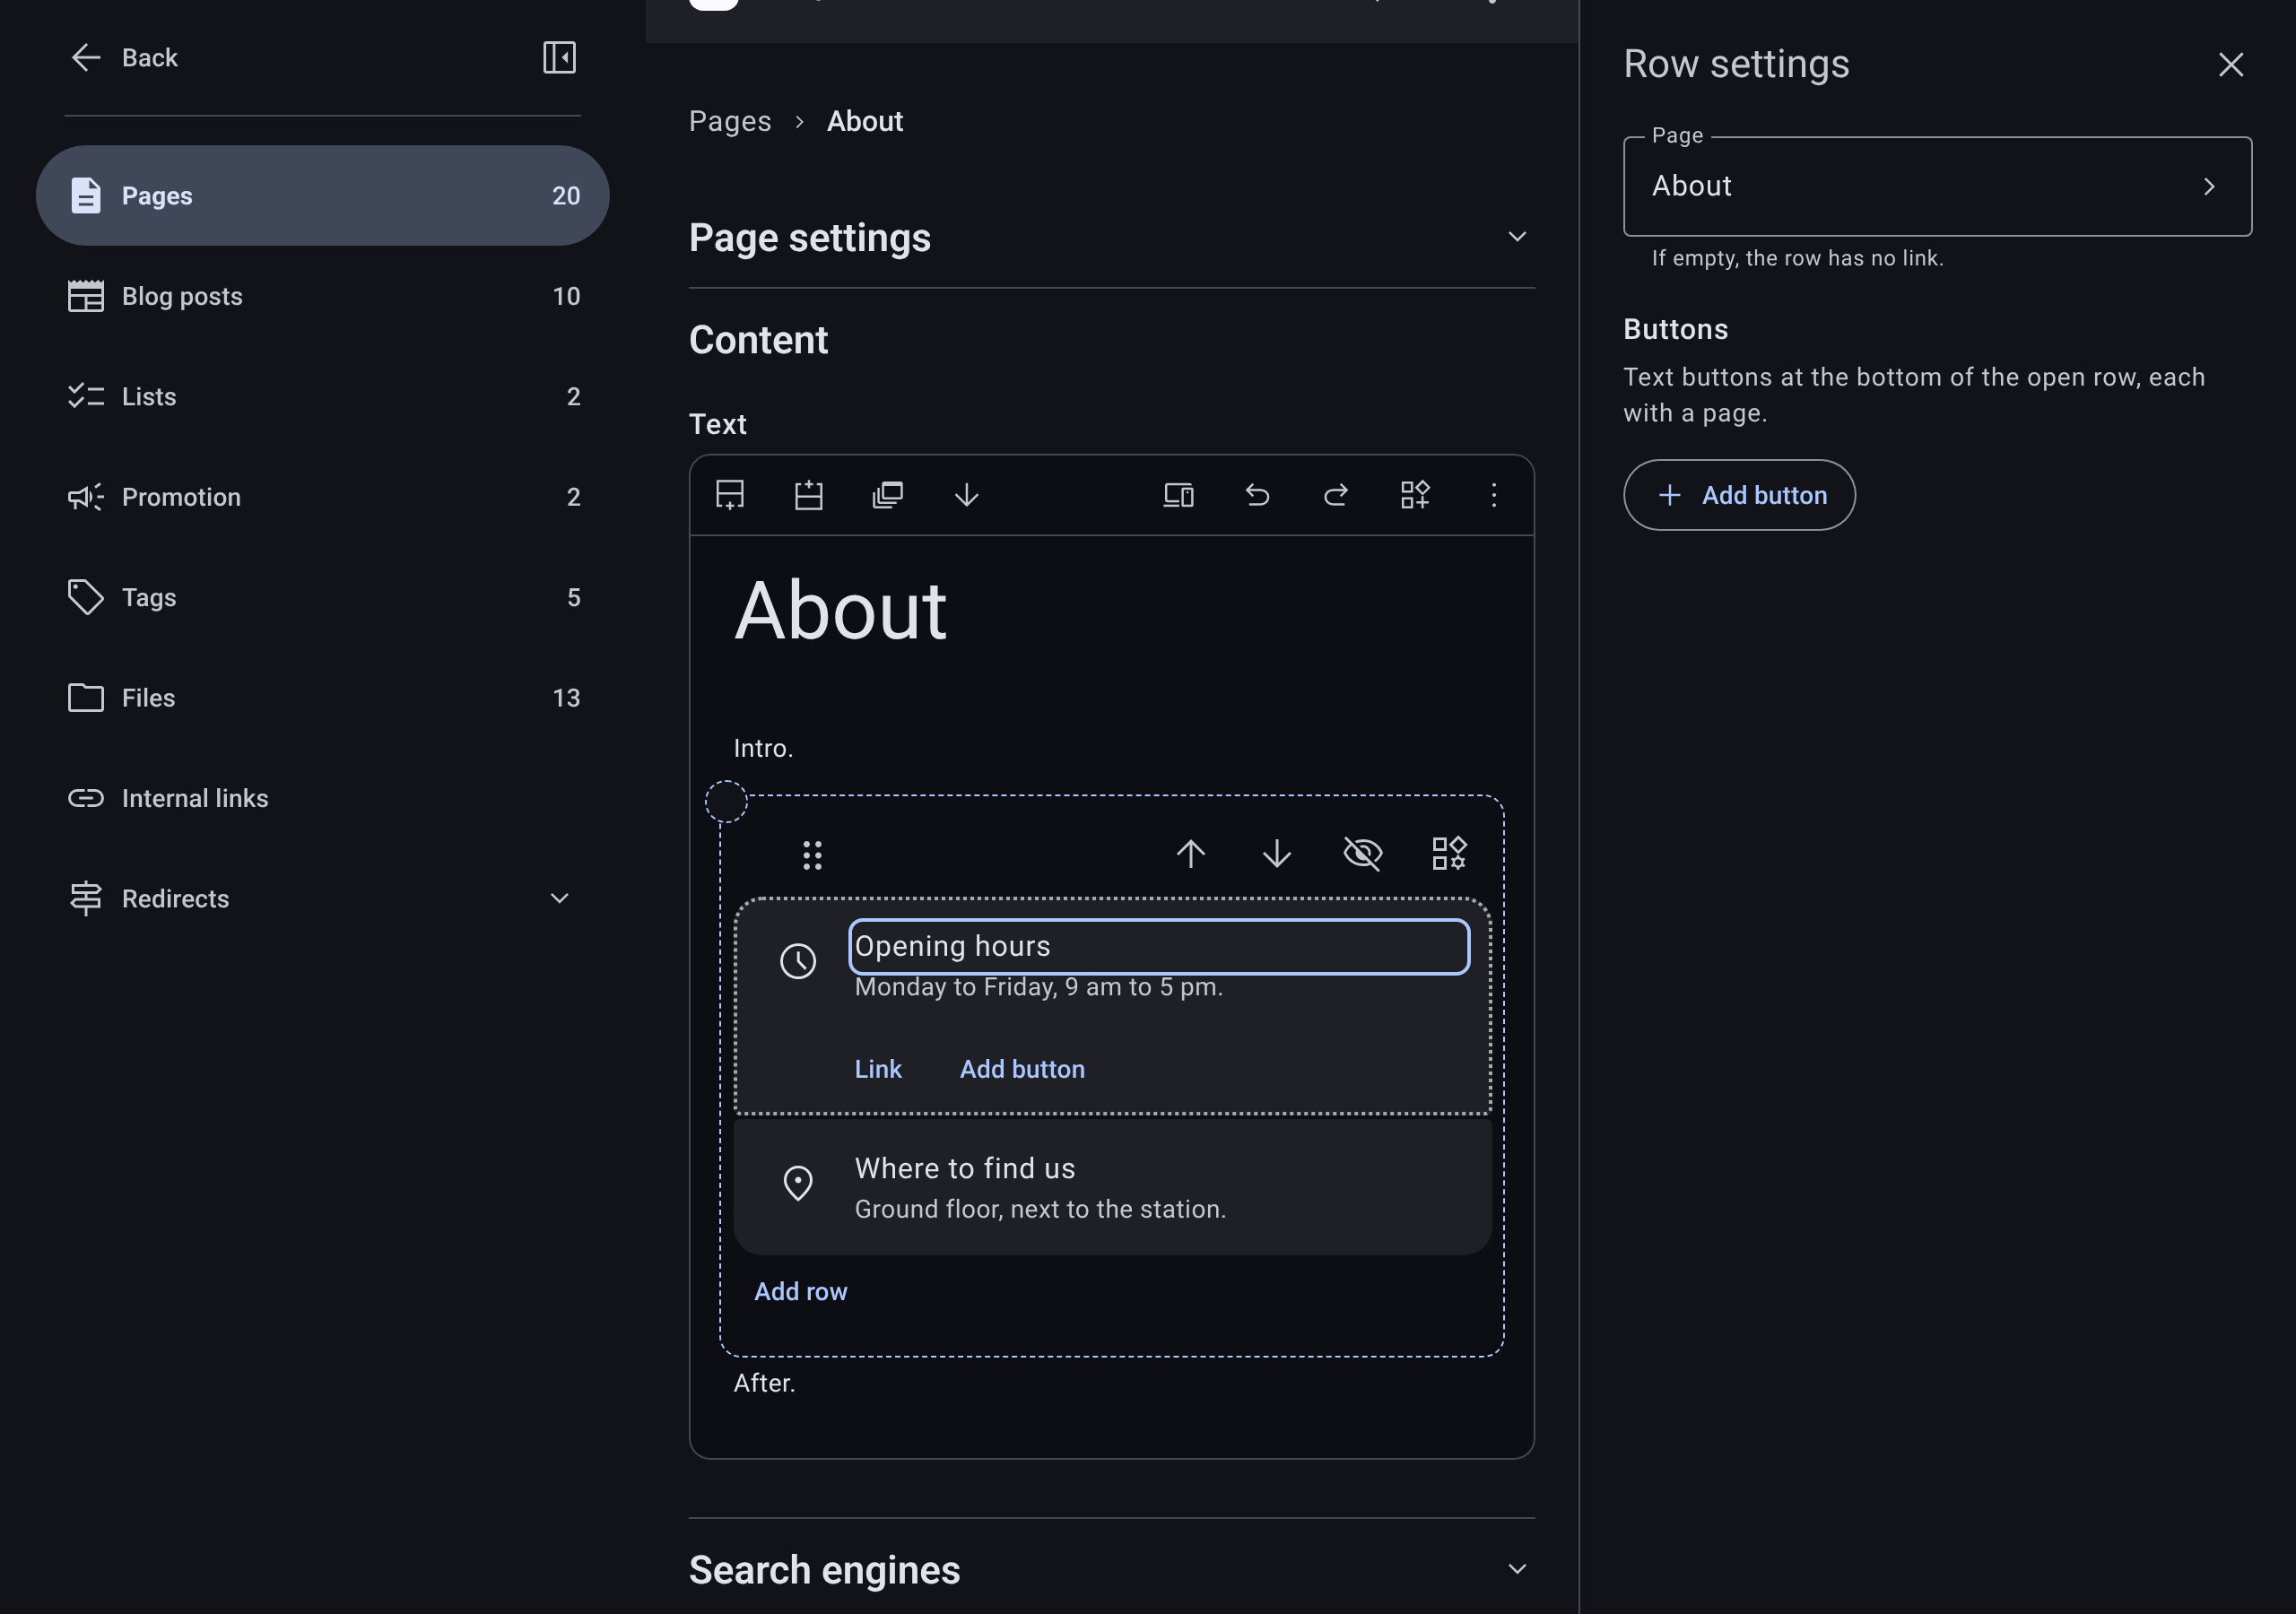 Back
Pages 20
Blog posts 10
Lists 2
Promotion 2
Tags 5
Files 13
Internal links
Redirects
Pages > About
Page settings
Content
Text
About
Intro.
Opening hours
Monday to Friday, 9 am to 5 pm.
Link Add button
Where to find us
Ground floor, next to the station.
Add row
After.
Search engines
Row settings
Page
About
If empty, the row has no link.
Buttons
Text buttons at the bottom of the open row, each
with a page.
+ Add button